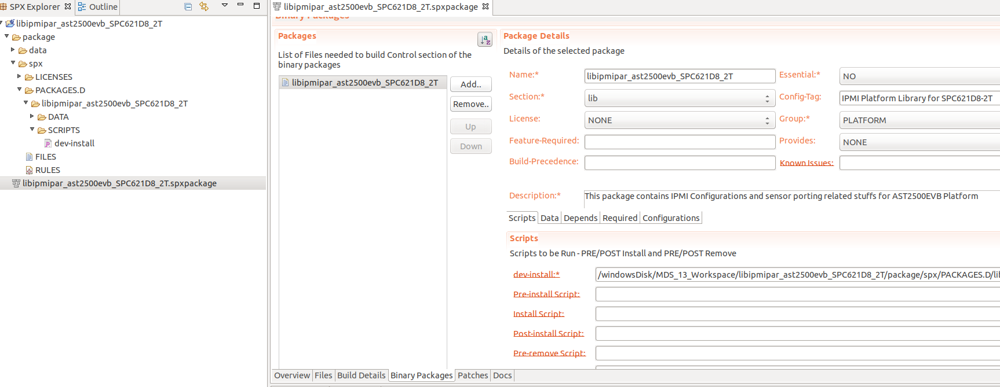 SPX Explorer
Outline
libipmipar_ast2500evb_SPC621D8_2T
package
data
spx
LICENSES
PACKAGES.D
libipmipar_ast2500evb_SPC621D8_2T
DATA
SCRIPTS
dev-install
FILES
RULES
libipmipar_ast2500evb_SPC621D8_2T.spxpackage
libipmipar_ast2500evb_SPC621D8_2T.spxpackage
Binary Packages
Packages
List of Files needed to build Control section of the
binary packages
libipmipar_ast2500evb_SPC621D8_2T
Add..
Remove..
Up
Down
Package Details
Details of the selected package
Name:* libipmipar_ast2500evb_SPC621D8_2T Essential:* NO
Section:* lib Config-Tag: IPMI Platform Library for SPC621D8-2T
License: NONE Group:* PLATFORM
Feature-Required: Provides: NONE
Build-Precedence: Known Issues:
Description:* This package contains IPMI Configurations and sensor porting related stuffs for AST2500EVB Platform
Scripts Data Depends Required Configurations
Scripts
Scripts to be Run - PRE/POST Install and PRE/POST Remove
dev-install:* /windowsDisk/MDS_13_Workspace/libipmipar_ast2500evb_SPC621D8_2T/package/spx/PACKAGES.D/lib
Pre-install Script:
Install Script:
Post-install Script:
Pre-remove Script:
Overview Files Build Details Binary Packages Patches Docs